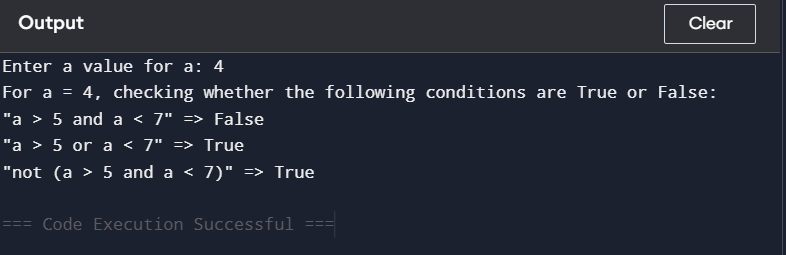 Output
Clear
Enter a value for a: 4
For a = 4, checking whether the following conditions are True or False:
"a > 5 and a < 7" => False
"a > 5 or a < 7" => True
"not (a > 5 and a < 7)" => True
=== Code Execution Successful ===